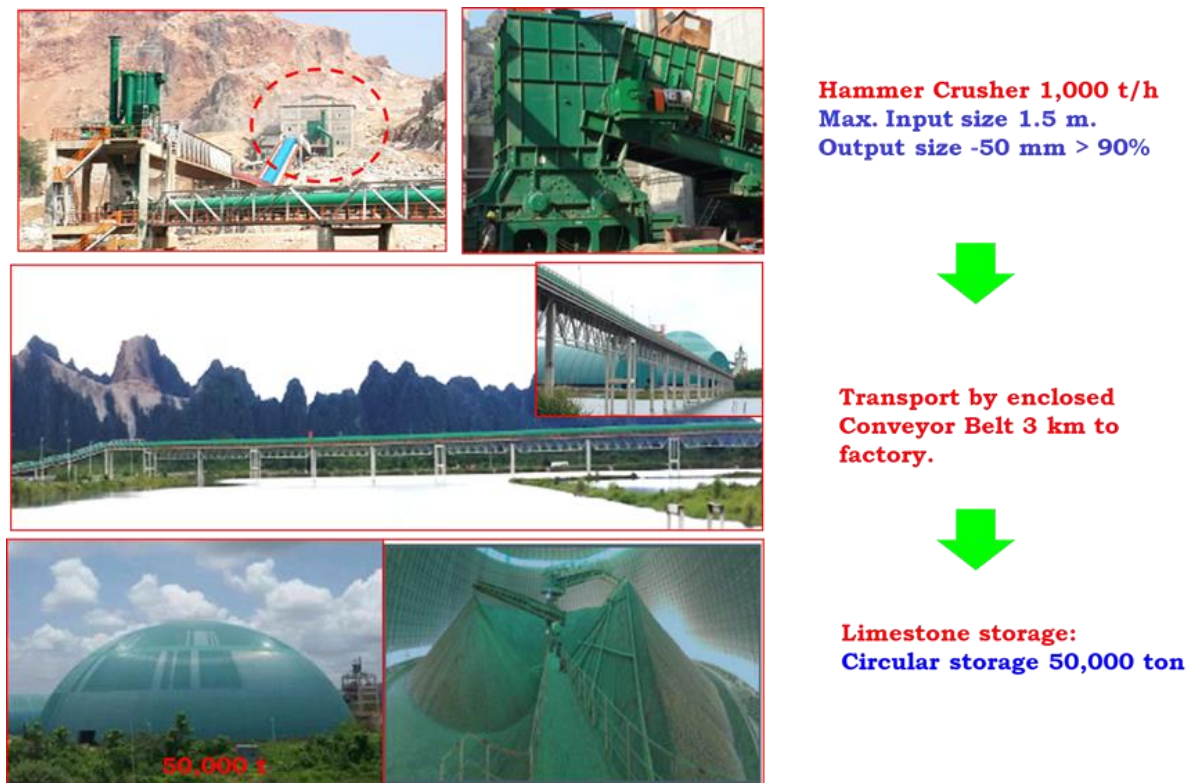 Hammer Crusher 1,000 t/h
Max. Input size 1.5 m.
Output size -50 mm > 90%
Transport by enclosed
Conveyor Belt 3 km to
factory.
Limestone storage:
Circular storage 50,000 ton
50,000 t